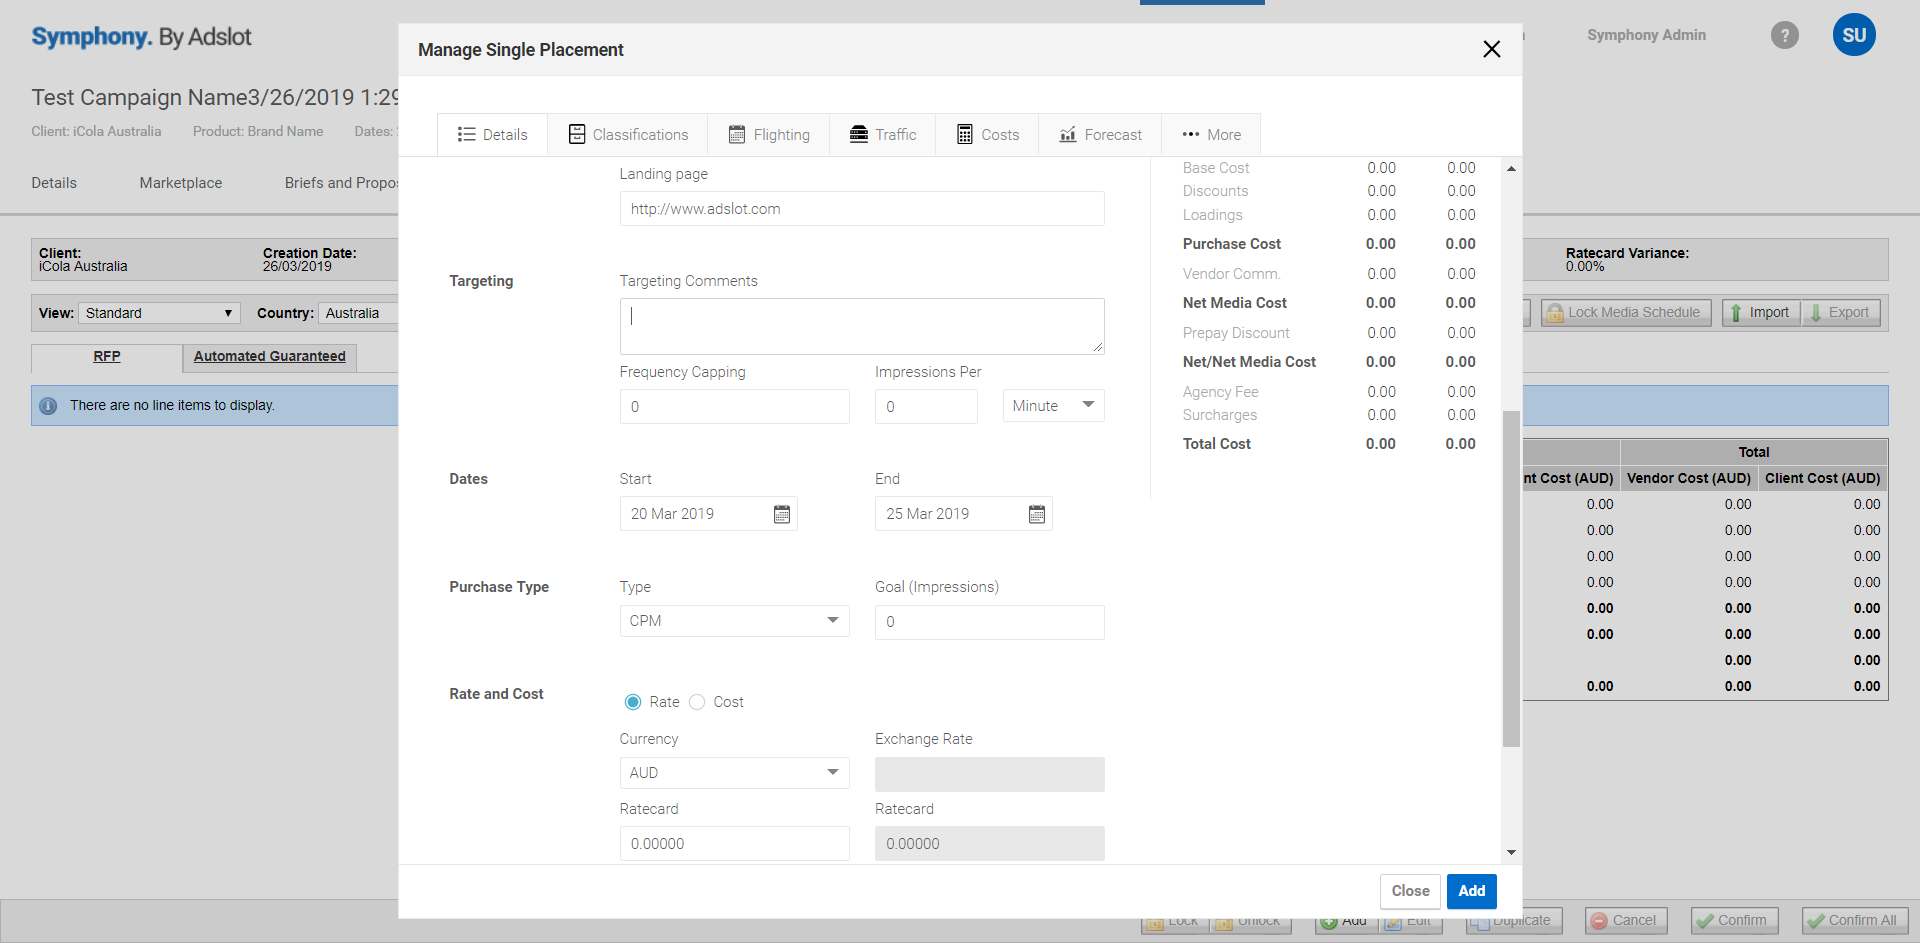 Symphony. By Adslot
Symphony Admin
?
SU
Test Campaign Name3/26/2019 1:29
Client: iCola Australia
Product: Brand Name
Dates:
Details
Marketplace
Briefs and Propos
Client:
iCola Australia
Creation Date:
26/03/2019
Ratecard Variance:
0.00%
View: Standard
Country: Australia
Lock Media Schedule
Import
Export
RFP
Automated Guaranteed
There are no line items to display.
Manage Single Placement
Details
Classifications
Flighting
Traffic
Costs
Forecast
More
Landing page
http://www.adslot.com
Targeting
Targeting Comments
Frequency Capping
Impressions Per
0
0
Minute
Dates
Start
End
20 Mar 2019
25 Mar 2019
Purchase Type
Type
Goal (Impressions)
CPM
0
Rate and Cost
Rate
Cost
Currency
Exchange Rate
AUD
Ratecard
Ratecard
0.00000
0.00000
Base Cost 0.00 0.00
Discounts 0.00 0.00
Loadings 0.00 0.00
Purchase Cost 0.00 0.00
Vendor Comm. 0.00 0.00
Net Media Cost 0.00 0.00
Prepay Discount 0.00 0.00
Net/Net Media Cost 0.00 0.00
Agency Fee 0.00 0.00
Surcharges 0.00 0.00
Total Cost 0.00 0.00
Close
Add
Total
nt Cost (AUD) Vendor Cost (AUD) Client Cost (AUD)
0.00 0.00 0.00
0.00 0.00 0.00
0.00 0.00 0.00
0.00 0.00 0.00
0.00 0.00 0.00
0.00 0.00 0.00
0.00 0.00
0.00 0.00 0.00
Lock
Unlock
Add
Edit
Duplicate
Cancel
Confirm
Confirm All